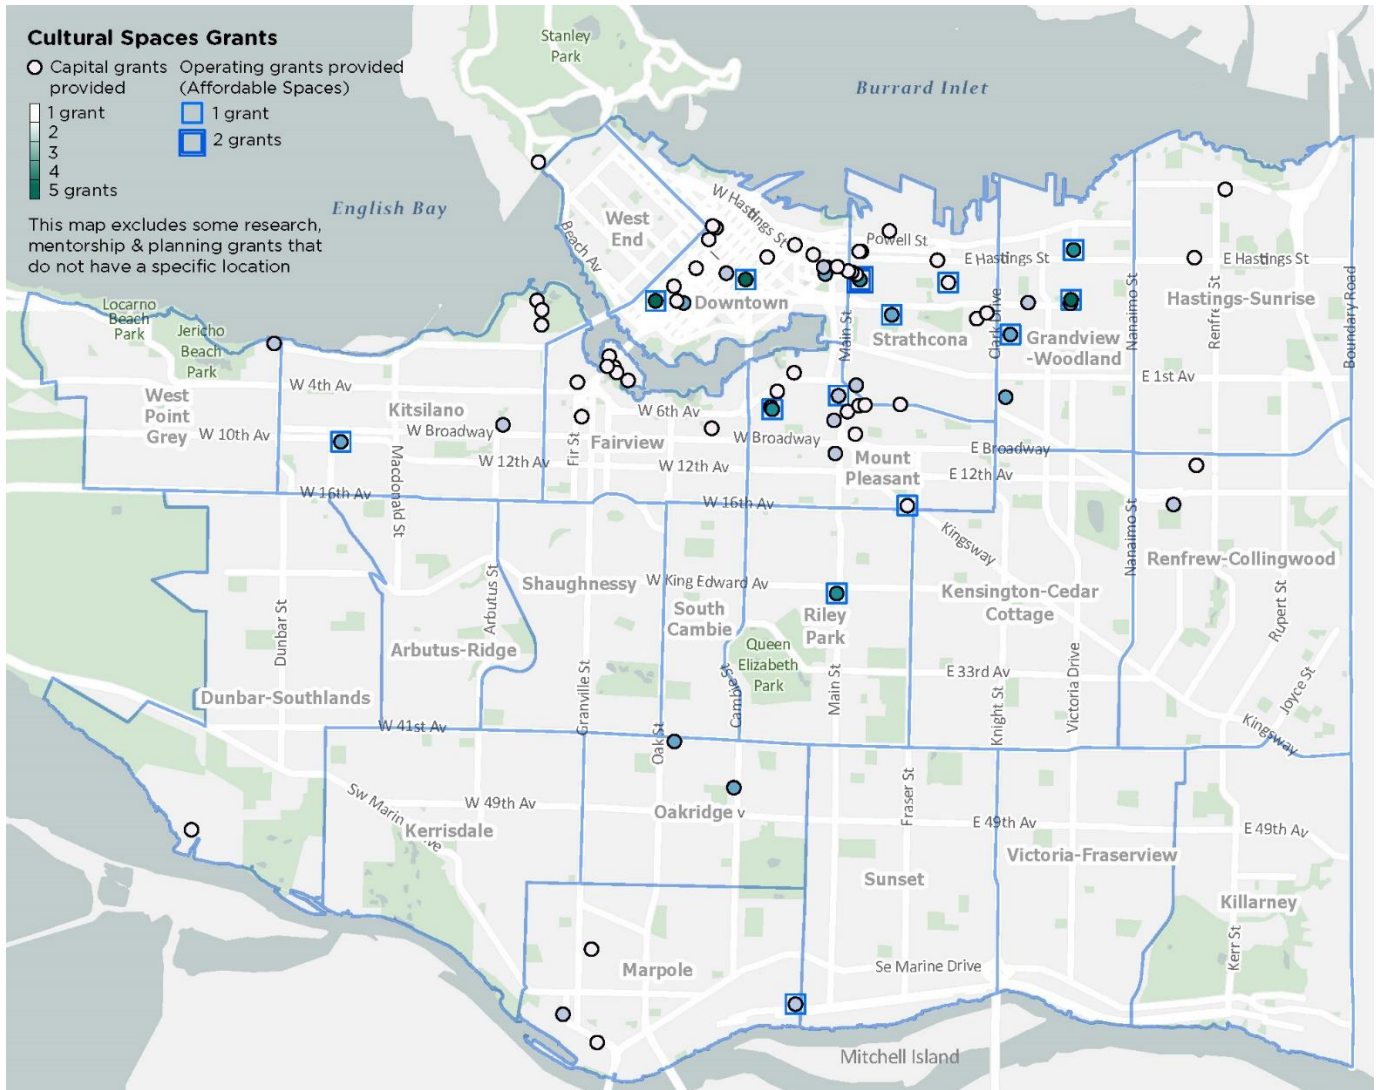 Cultural Spaces Grants
Capital grants
provided
1 grant
2
3
4
5 grants
Operating grants provided
(Affordable Spaces)
1 grant
2 grants
This map excludes some research,
mentorship & planning grants that
do not have a specific location
Stanley
Park
Burrard Inlet
English Bay
West
End
Beach Av
W Hastings St
Powell St
E Hastings St
E Hastings St
Downtown
Main St
Strathcona
Clark Drive
Grandview
-Woodland
Nanaimo St
Hastings-Sunrise
Renfrew St
Boundary Road
Locarno
Beach
Park
Jericho
Beach
Park
West
Point
Grey
W 4th Av
Kitsilano
W 10th Av
W Broadway
Macdonald St
W 12th Av
W 16th Av
Fir St
W 6th Av
Fairview
W Broadway
W 12th Av
W 16th Av
E 1st Av
E Broadway
E 12th Av
Mount
Pleasant
Kingsway
Nanaimo St
Renfrew-Collingwood
Rupert St
Joyce St
Kingsway
Shaughnessy
W King Edward Av
South
Cambie
Riley
Park
Queen
Elizabeth
Park
Kensington-Cedar
Cottage
E 33rd Av
Dunbar St
Arbutus St
Arbutus-Ridge
Dunbar-Southlands
Granville St
Cambie St
Main St
Knight St
Victoria Drive
W 41st Av
Oak St
W 49th Av
Sw Marine Drive
Kerrisdale
Oakridge
v
Fraser St
E 49th Av
E 49th Av
Victoria-Fraserview
Sunset
Killarney
Kerr St
Marpole
Se Marine Drive
Mitchell Island